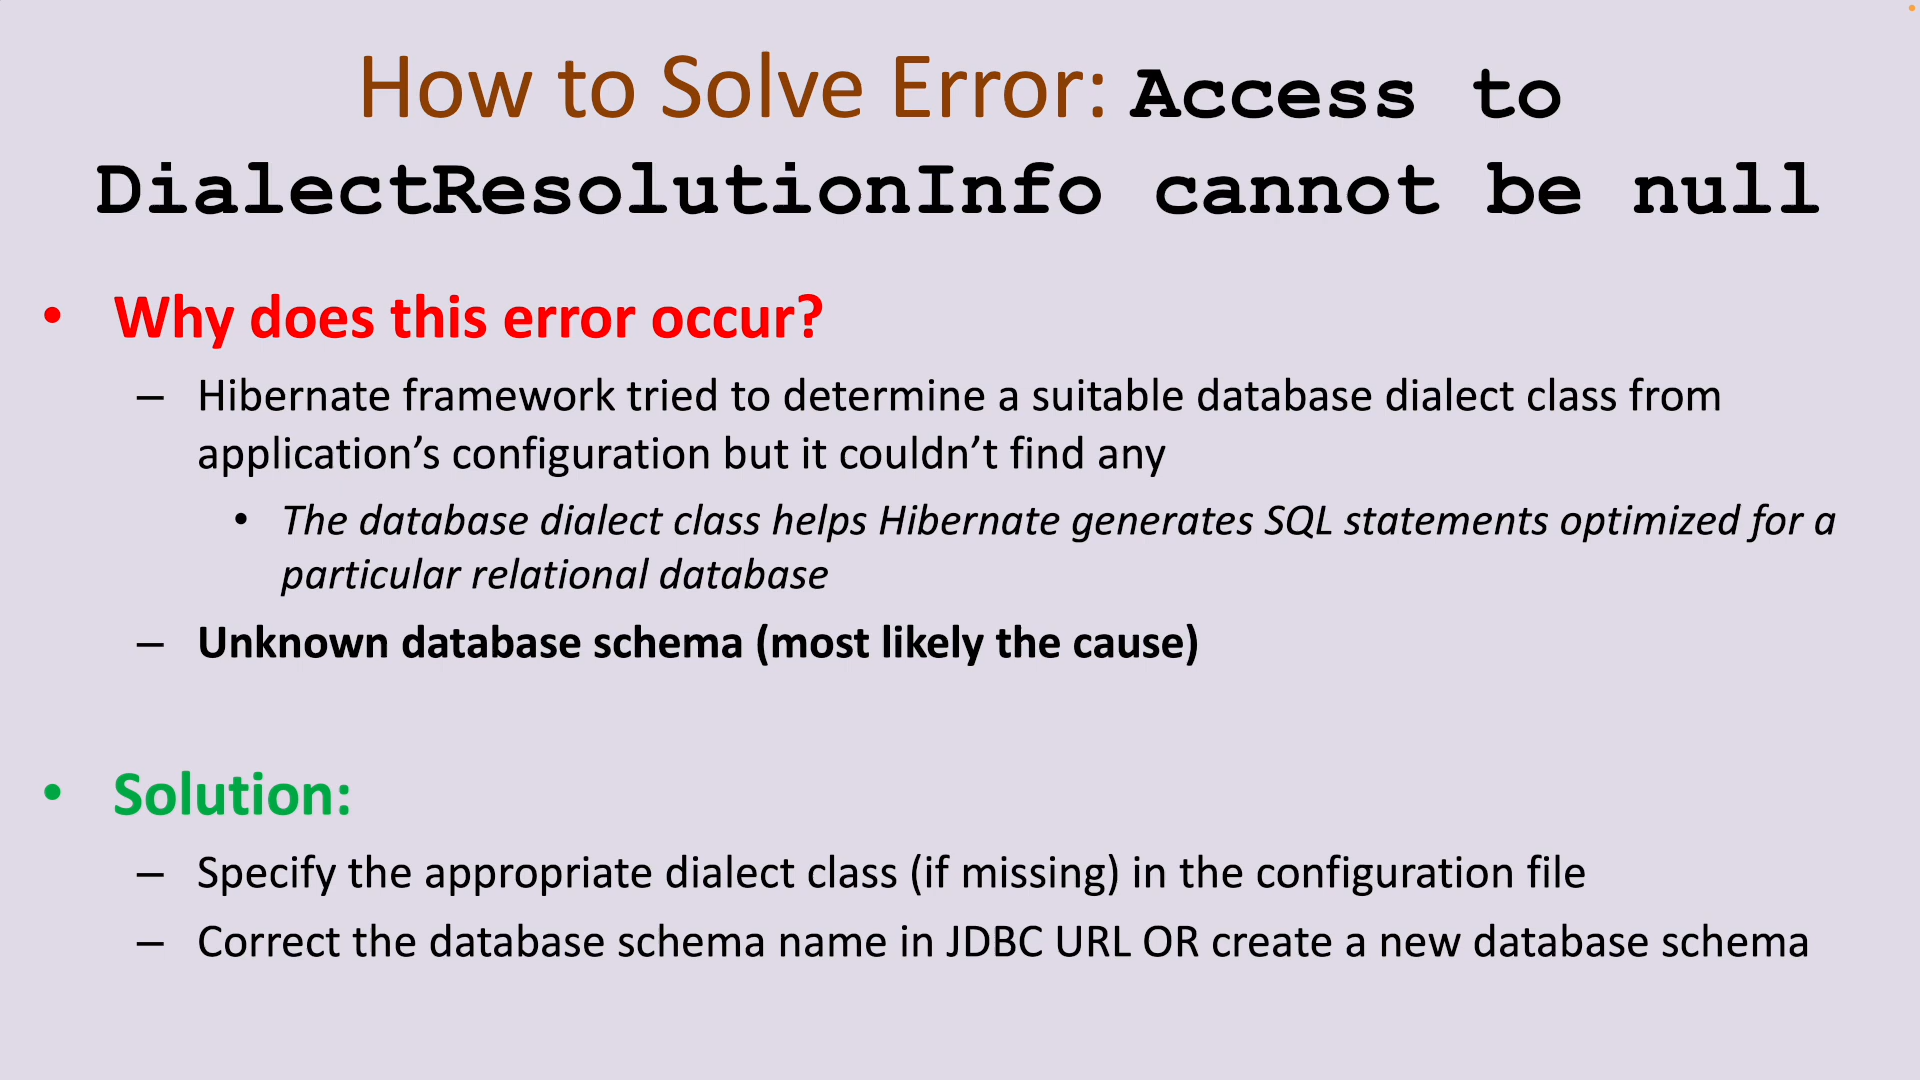 How to Solve Error: Access to
DialectResolutionInfo cannot be null
• Why does this error occur?
– Hibernate framework tried to determine a suitable database dialect class from
application’s configuration but it couldn’t find any
• The database dialect class helps Hibernate generates SQL statements optimized for a
particular relational database
– Unknown database schema (most likely the cause)
• Solution:
– Specify the appropriate dialect class (if missing) in the configuration file
– Correct the database schema name in JDBC URL OR create a new database schema